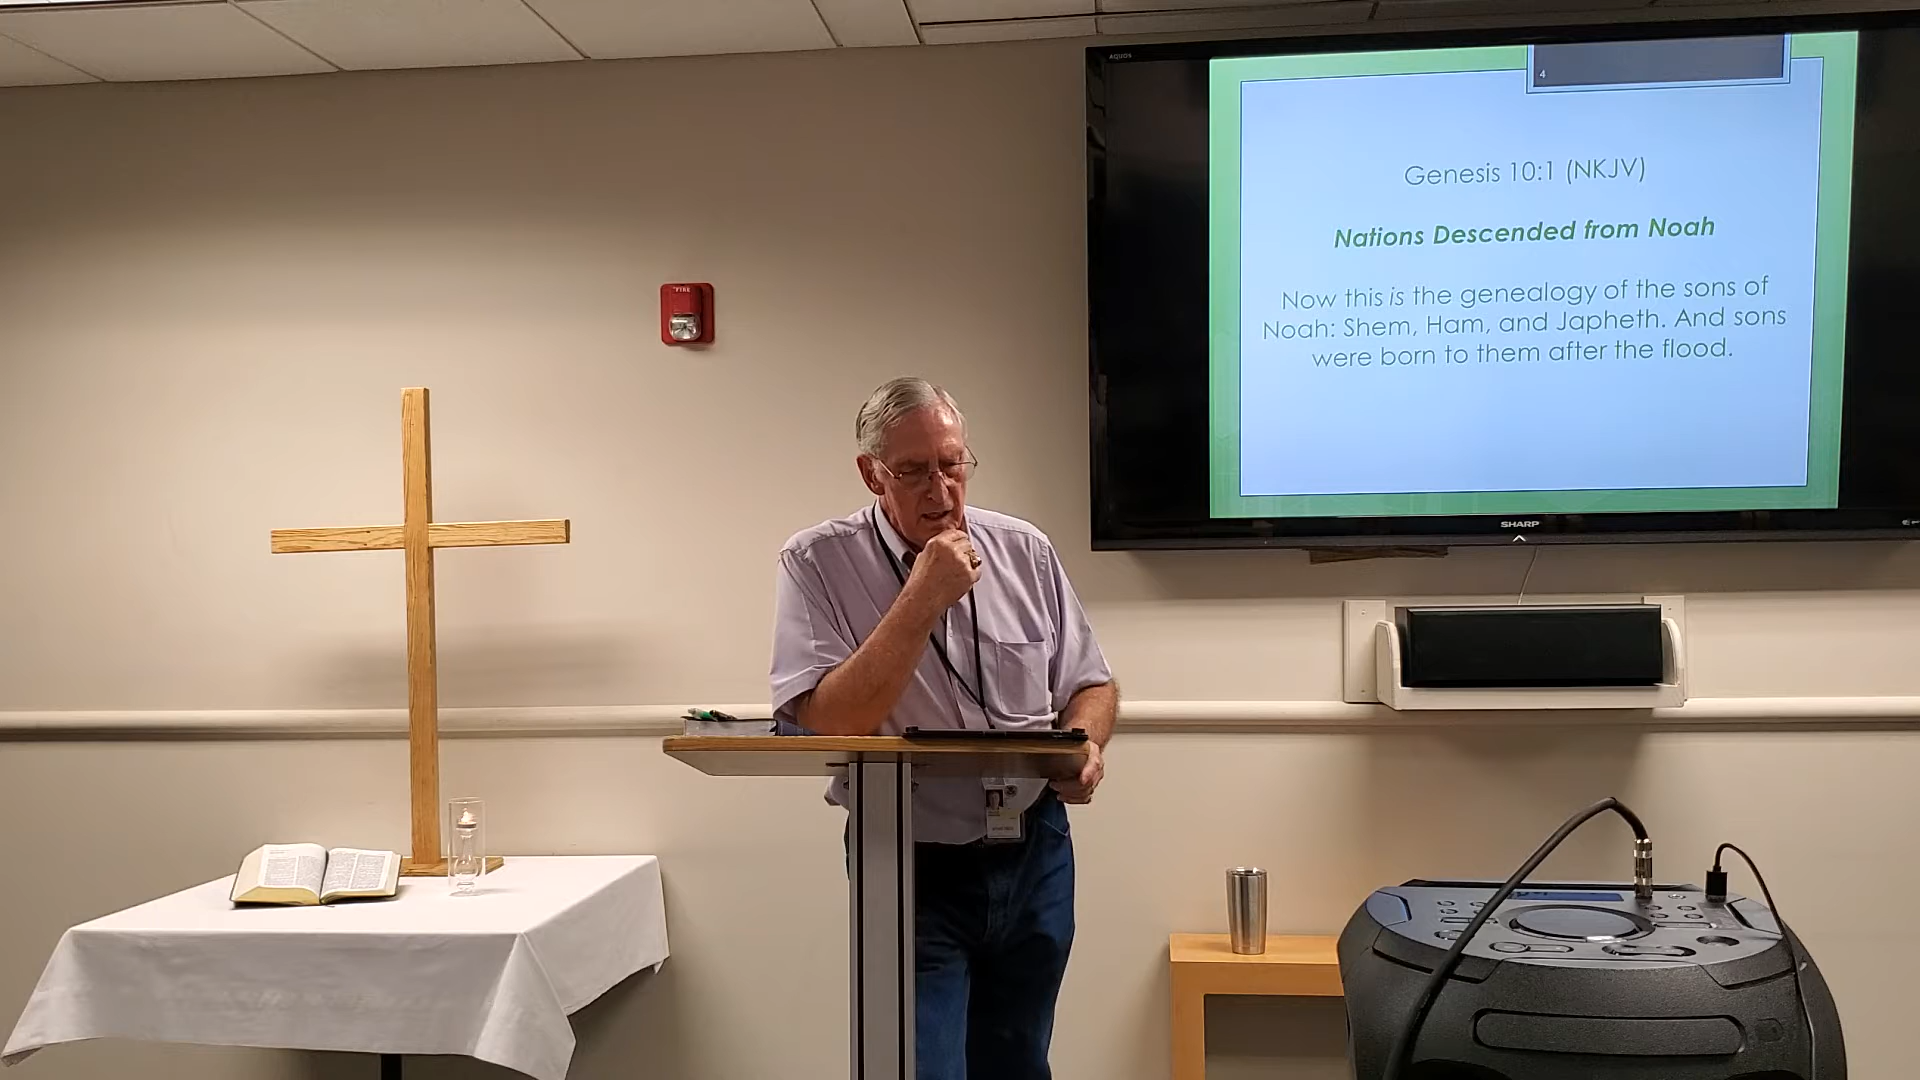 AQUOS
4
Genesis 10:1 (NKJV)
Nations Descended from Noah
Now this is the genealogy of the sons of
Noah: Shem, Ham, and Japheth. And sons
were born to them after the flood.
SHARP
FIRE